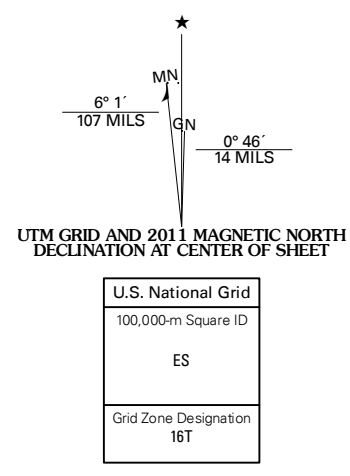 ★
M.N.
6° 1´
107 MILS
GN
0° 46´
14 MILS
UTM GRID AND 2011 MAGNETIC NORTH
DECLINATION AT CENTER OF SHEET
U.S. National Grid
100,000-m Square ID
ES
Grid Zone Designation
16T